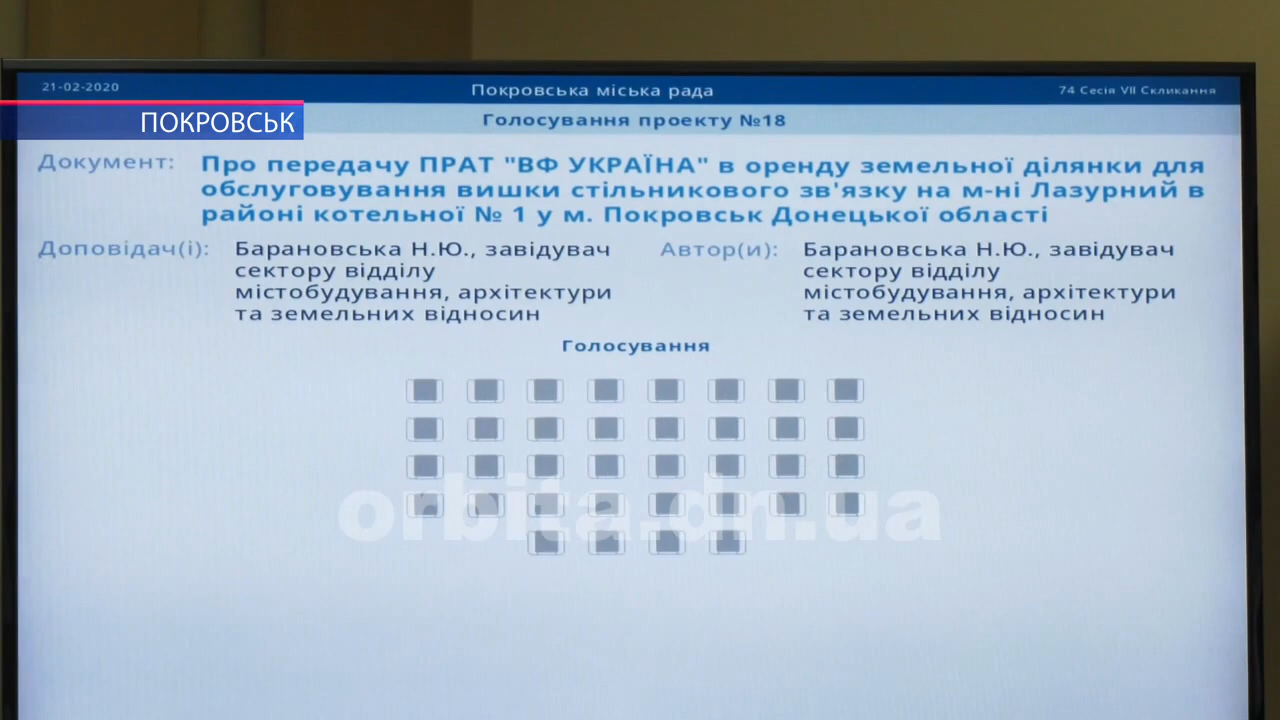 21-02-2020
Покровська міська рада
74 Сесія VII Скликання
ПОКРОВСЬК
Голосування проекту №18
Документ:
Про передачу ПРАТ "ВФ УКРАЇНА" в оренду земельної ділянки для
обслуговування вишки стільникового зв'язку на м-ні Лазурний в
районі котельної № 1 у м. Покровськ Донецької області
Доповідач(і):
Барановська Н.Ю., завідувач
сектору відділу
містобудування, архітектури
та земельних відносин
Автор(и):
Барановська Н.Ю., завідувач
сектору відділу
містобудування, архітектури
та земельних відносин
Голосування
orbita.dn.ua